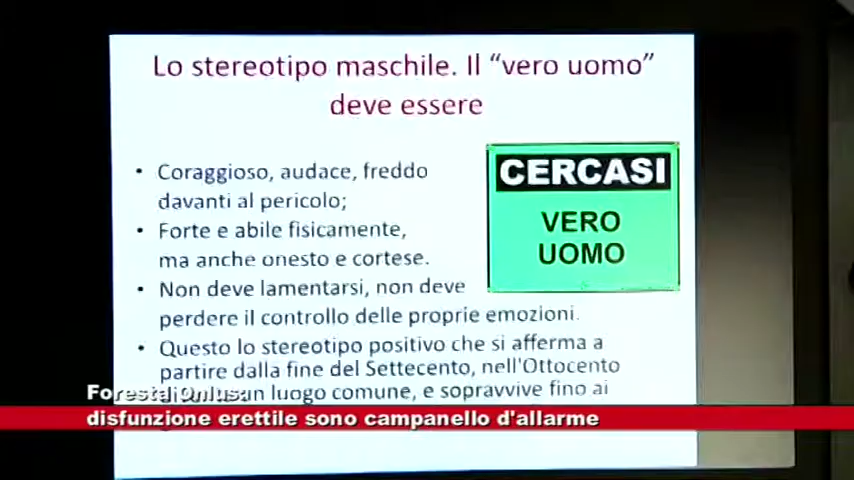 Lo stereotipo maschile. Il “vero uomo”
deve essere
• Coraggioso, audace, freddo
davanti al pericolo;
• Forte e abile fisicamente,
ma anche onesto e cortese.
• Non deve lamentarsi, non deve
perdere il controllo delle proprie emozioni.
• Questo lo stereotipo positivo che si afferma a
partire dalla fine del Settecento, nell'Ottocento
un luogo comune, e sopravvive fino ai
CERCASI
VERO
UOMO
Foresta Onlus:
disfunzione erettile sono campanello d'allarme